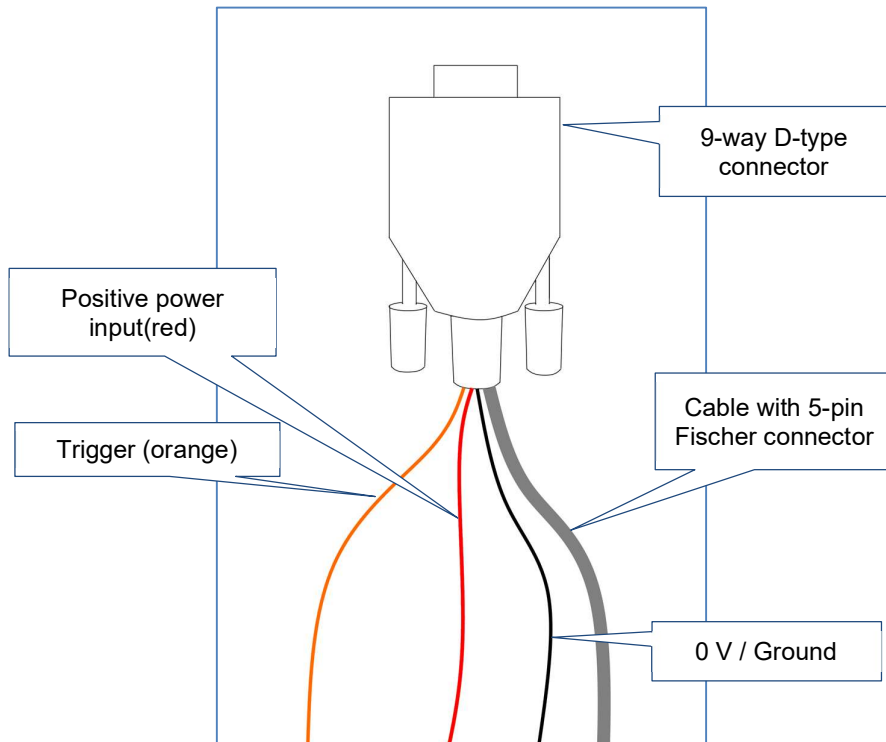 9-way D-type
connector
Positive power
input(red)
Trigger (orange)
Cable with 5-pin
Fischer connector
0 V / Ground